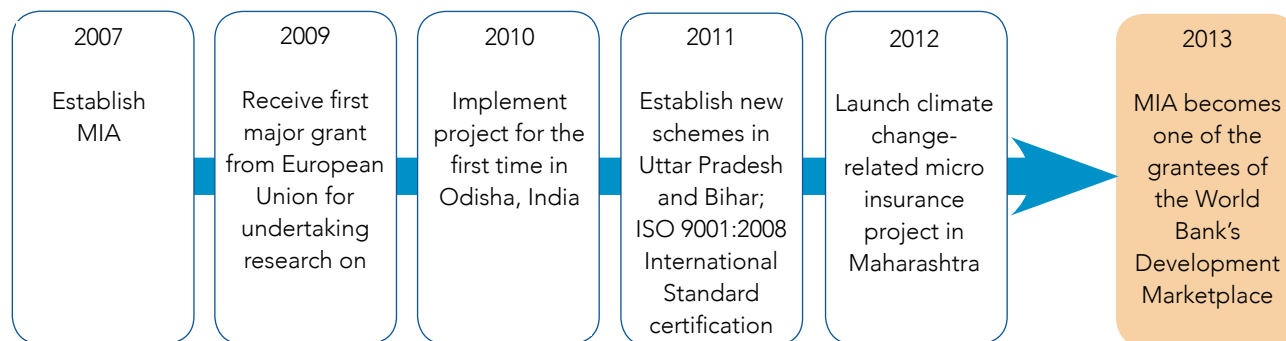 2007
Establish
MIA
2009
Receive first
major grant
from European
Union for
undertaking
research on
2010
Implement
project for the
first time in
Odisha, India
2011
Establish new
schemes in
Uttar Pradesh
and Bihar;
ISO 9001:2008
International
Standard
certification
2012
Launch climate
change-
related micro
insurance
project in
Maharashtra
2013
MIA becomes
one of the
grantees of
the World
Bank’s
Development
Marketplace